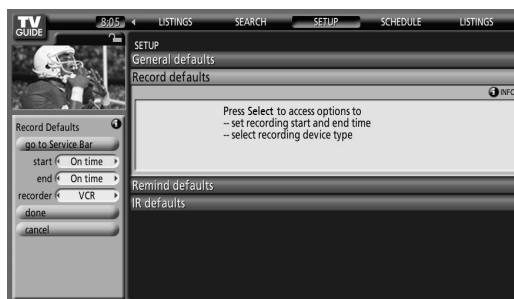 TV
GUIDE
8:05
LISTINGS
SEARCH
SETUP
SCHEDULE
LISTINGS
SETUP
General defaults
Record defaults
INFO
Press Select to access options to
-- set recording start and end time
-- select recording device type
Remind defaults
IR defaults
Record Defaults
go to Service Bar
start On time
end On time
recorder VCR
done
cancel